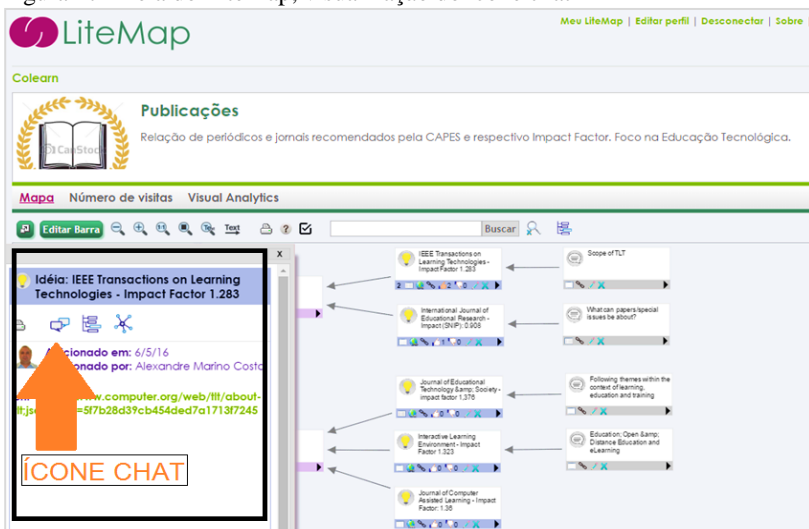 LiteMap
Meu LiteMap | Editar perfil | Desconectar | Sobre
Colearn
Publicações
Relação de periódicos e jornais recomendados pela CAPES e respectivo Impact Factor. Foco na Educação Tecnológica.
CanStoc
Mapa Número de visitas Visual Analytics
Editar Barra Text Buscar
X
Idéia: IEEE Transactions on Learning
Technologies - Impact Factor 1.283
cionado em: 6/5/16
onado por: Alexandre Marino Costa
w.computer.org/web/tlt/about-
=5f7b28d39cb454ded7a1713f7245
ÍCONE CHAT
IEEE Transactions on
Learning Technologies -
Impact Factor 1.283
Scope of TLT
International Journal of
Educational Research -
Impact (SNIP): 0.908
What can papers/special
issues be about?
Journal of Educational
Technology &amp; Society -
impact factor 1,376
Following themes within the
context of learning,
education and training
Interactive Learning
Environment - Impact
Factor 1.323
Education; Open &amp;
Distance Education and
eLearning
Journal of Computer
Assisted Learning - Impact
Factor: 1.36